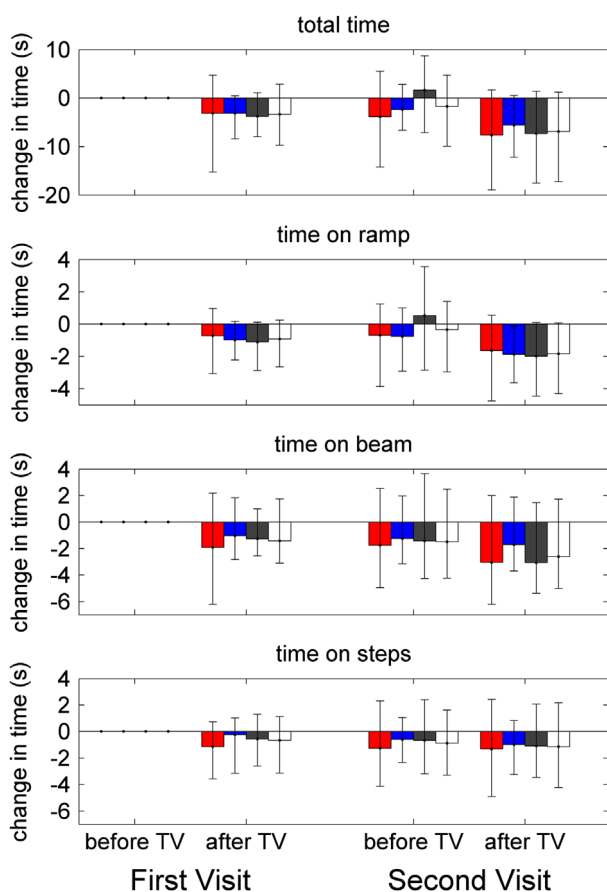 total time
change in time (s)
10
0
-10
-20
time on ramp
change in time (s)
4
2
0
-2
-4
time on beam
change in time (s)
4
2
0
-2
-4
-6
time on steps
change in time (s)
4
2
0
-2
-4
-6
before TV after TV before TV after TV
First Visit Second Visit